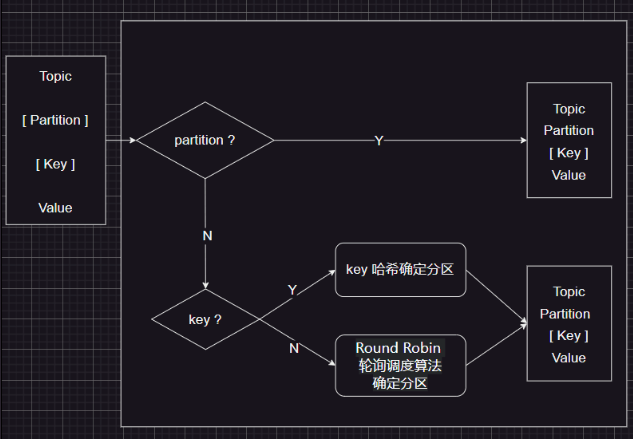 Topic
[ Partition ]
[ Key ]
Value
partition ?
Y
Topic
Partition
[ Key ]
Value
N
key ?
Y
key 哈希确定分区
N
Round Robin
轮询调度算法
确定分区
Topic
Partition
[ Key ]
Value